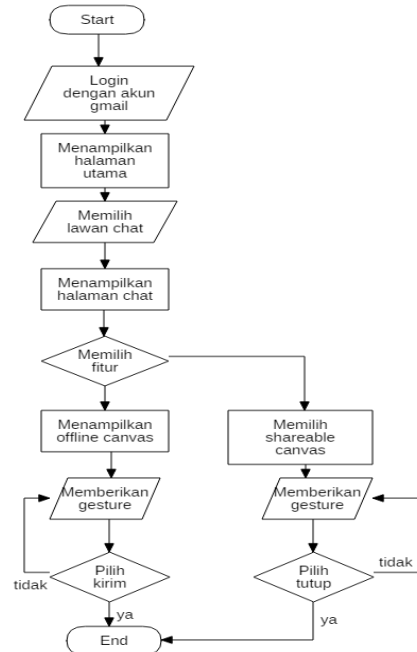 Start
Login
dengan akun
gmail
Menampilkan
halaman
utama
Memilih
lawan chat
Menampilkan
halaman chat
Memilih
fitur
Menampilkan
offline canvas
Memilih
shareable
canvas
Memberikan
gesture
Memberikan
gesture
Pilih
kirim
tidak
Pilih
tutup
tidak
ya
ya
End